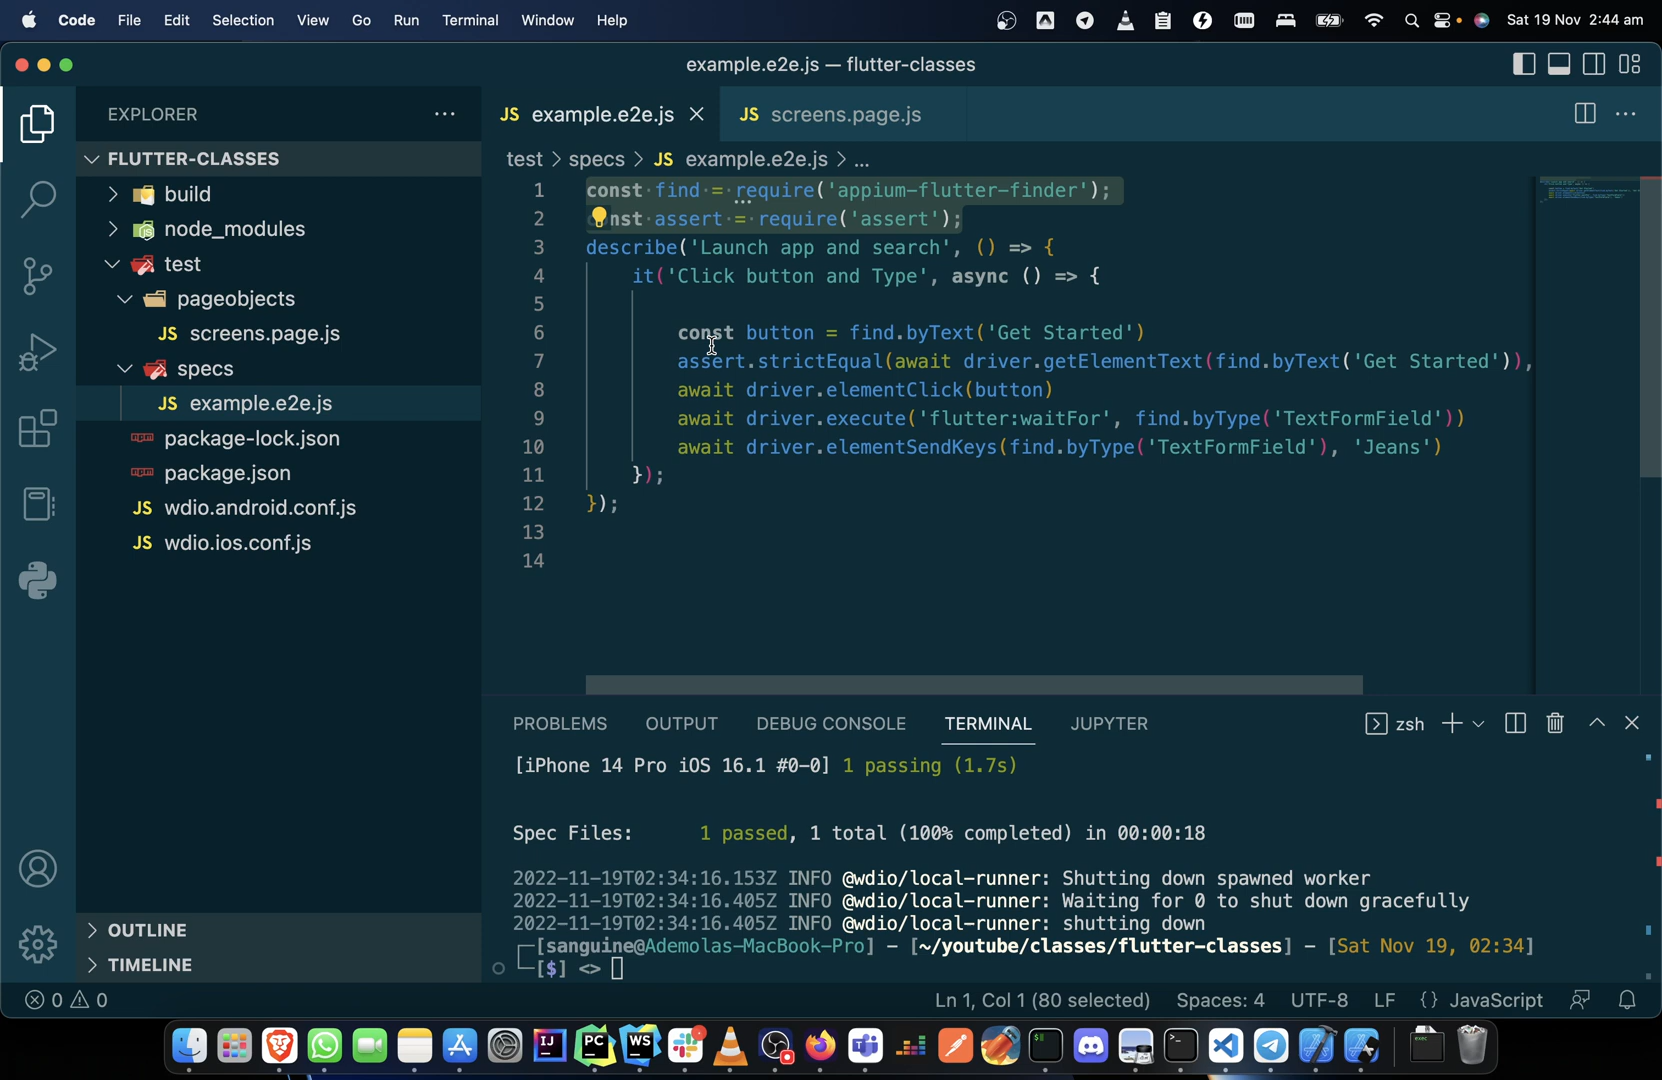 Code File Edit Selection View Go Run Terminal Window Help Sat 19 Nov 2:44 am
example.e2e.js — flutter-classes
EXPLORER
JS example.e2e.js
JS screens.page.js
FLUTTER-CLASSES
build
node_modules
test
pageobjects
JS screens.page.js
specs
JS example.e2e.js
package-lock.json
package.json
JS wdio.android.conf.js
JS wdio.ios.conf.js
OUTLINE
TIMELINE
test > specs > JS example.e2e.js > ...
1 const find = require('appium-flutter-finder');
2 nst assert = require('assert');
3 describe('Launch app and search', () => {
4 it('Click button and Type', async () => {
5
6 const button = find.byText('Get Started')
7 assert.strictEqual(await driver.getElementText(find.byText('Get Started')),
8 await driver.elementClick(button)
9 await driver.execute('flutter:waitFor', find.byType('TextFormField'))
10 await driver.elementSendKeys(find.byType('TextFormField'), 'Jeans')
11 });
12 });
13
14
PROBLEMS OUTPUT DEBUG CONSOLE TERMINAL JUPYTER zsh
[iPhone 14 Pro iOS 16.1 #0-0] 1 passing (1.7s)
Spec Files: 1 passed, 1 total (100% completed) in 00:00:18
2022-11-19T02:34:16.153Z INFO @wdio/local-runner: Shutting down spawned worker
2022-11-19T02:34:16.405Z INFO @wdio/local-runner: Waiting for 0 to shut down gracefully
2022-11-19T02:34:16.405Z INFO @wdio/local-runner: shutting down
[sanguine@Ademolas-MacBook-Pro] - [~/youtube/classes/flutter-classes] - [Sat Nov 19, 02:34]
[$] <>
0 0 Ln 1, Col 1 (80 selected) Spaces: 4 UTF-8 LF {} JavaScript
IJ PC WS